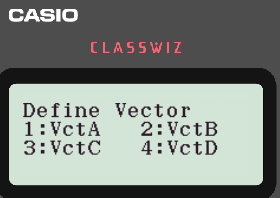 CASIO
CLASSWIZ
Define Vector
1:VctA 2:VctB
3:VctC 4:VctD